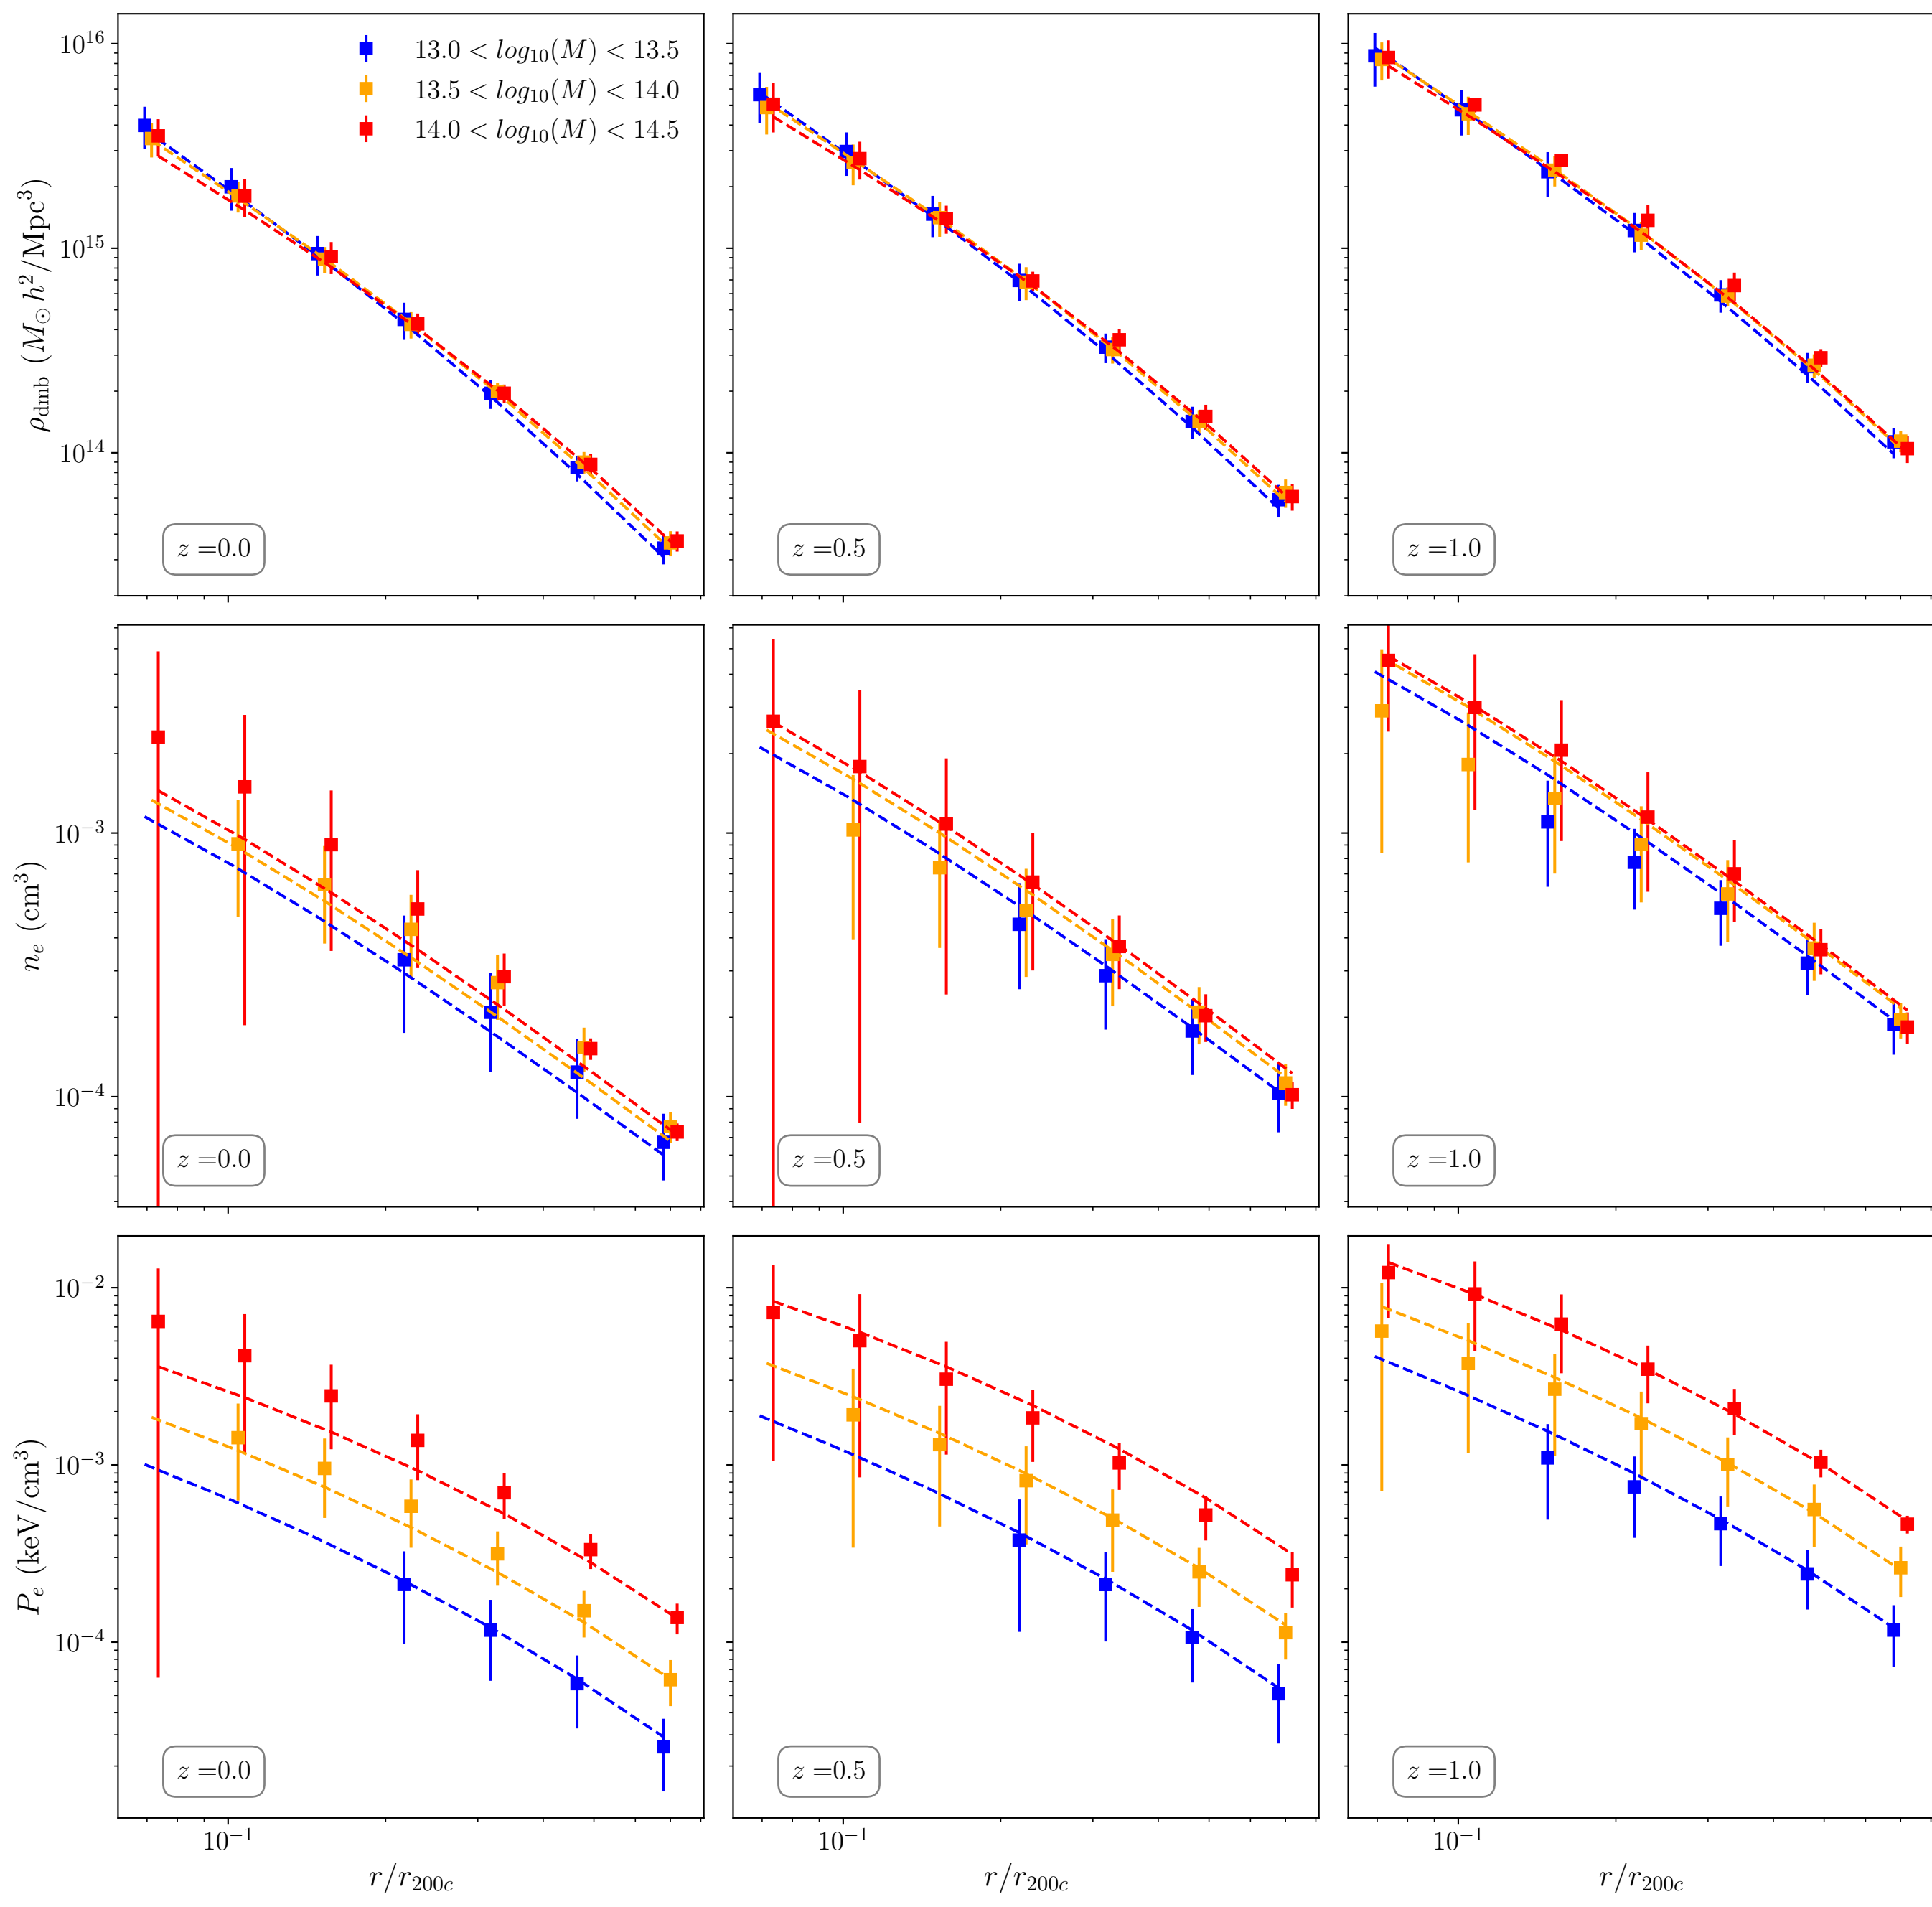 10^16
10^15
10^14
ρ_dmb (M_⊙ h^2/Mpc^3)
13.0 < log_10(M) < 13.5
13.5 < log_10(M) < 14.0
14.0 < log_10(M) < 14.5
z =0.0
z =0.5
z =1.0
10^−3
10^−4
n_e (cm^3)
z =0.0
z =0.5
z =1.0
10^−2
10^−3
10^−4
P_e (keV/cm^3)
z =0.0
z =0.5
z =1.0
10^−1
10^−1
10^−1
r/r_200c
r/r_200c
r/r_200c